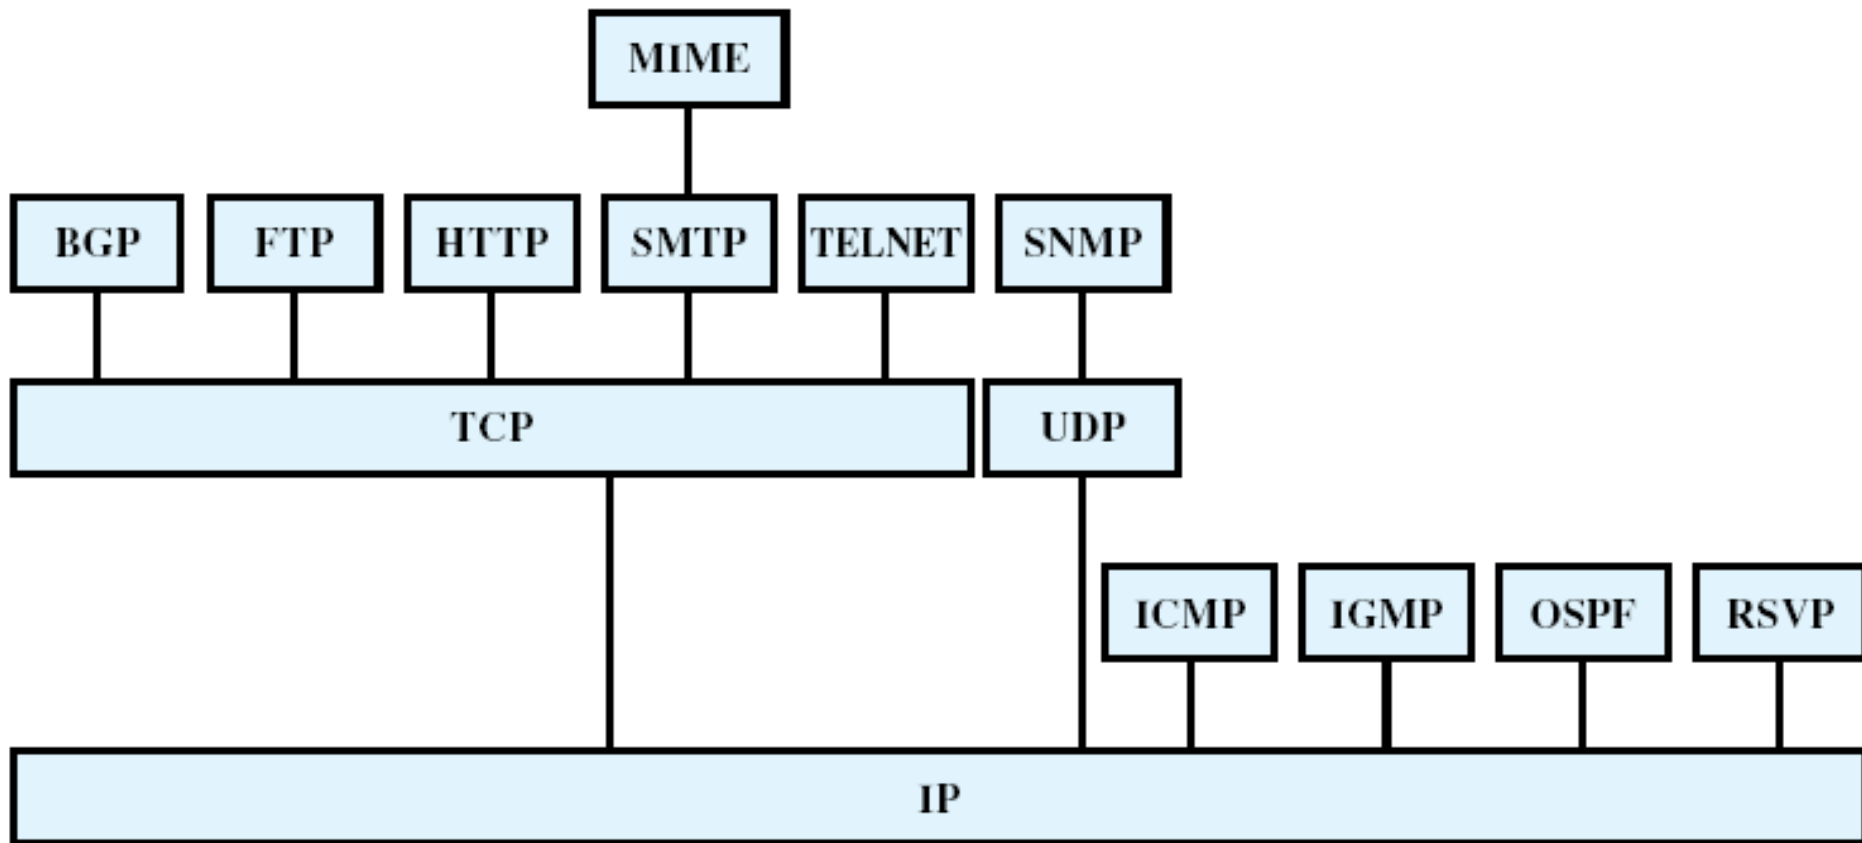 MIME
BGP FTP HTTP SMTP TELNET SNMP
TCP UDP
ICMP IGMP OSPF RSVP
IP